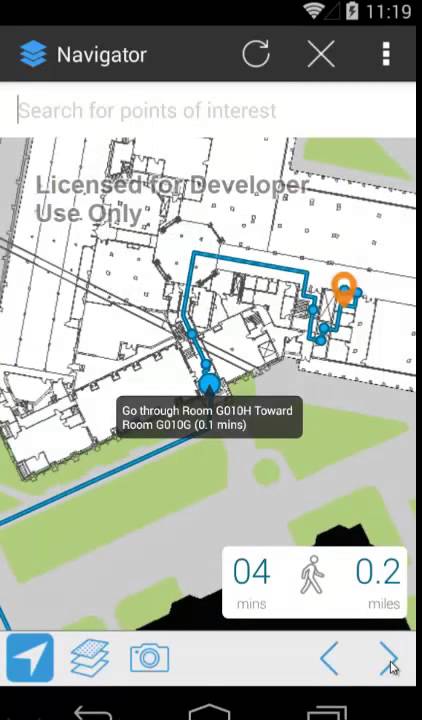 11:19
Navigator
Search for points of interest
Licensed for Developer
Use Only
Go through Room G010H Toward
Room G010G (0.1 mins)
04 0.2
mins miles